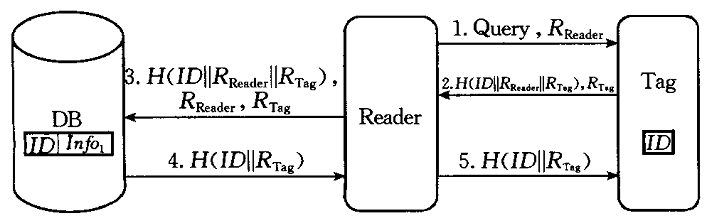 1. Query , R_Reader
3. H(ID||R_Reader||R_Tag) ,
R_Reader , R_Tag
2. H(ID||R_Reader||R_Tag), R_Tag
Tag
DB
Reader
ID Info₁
ID
4. H(ID||R_Tag)
5. H(ID||R_Tag)